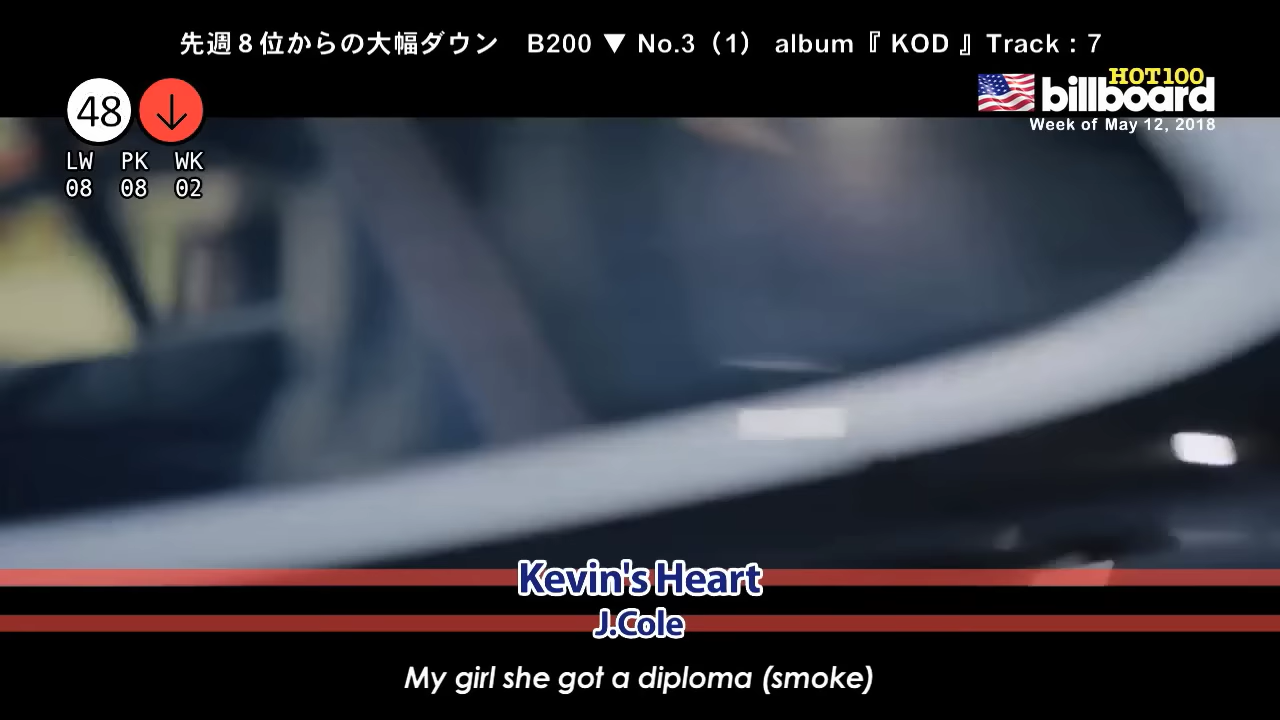 先週８位からの大幅ダウン　B200 ▼ No.3（1） album『 KOD 』Track : 7
HOT100
billboard
Week of May 12, 2018
48 ↓
LW PK WK
08 08 02
Kevin's Heart
J.Cole
My girl she got a diploma (smoke)